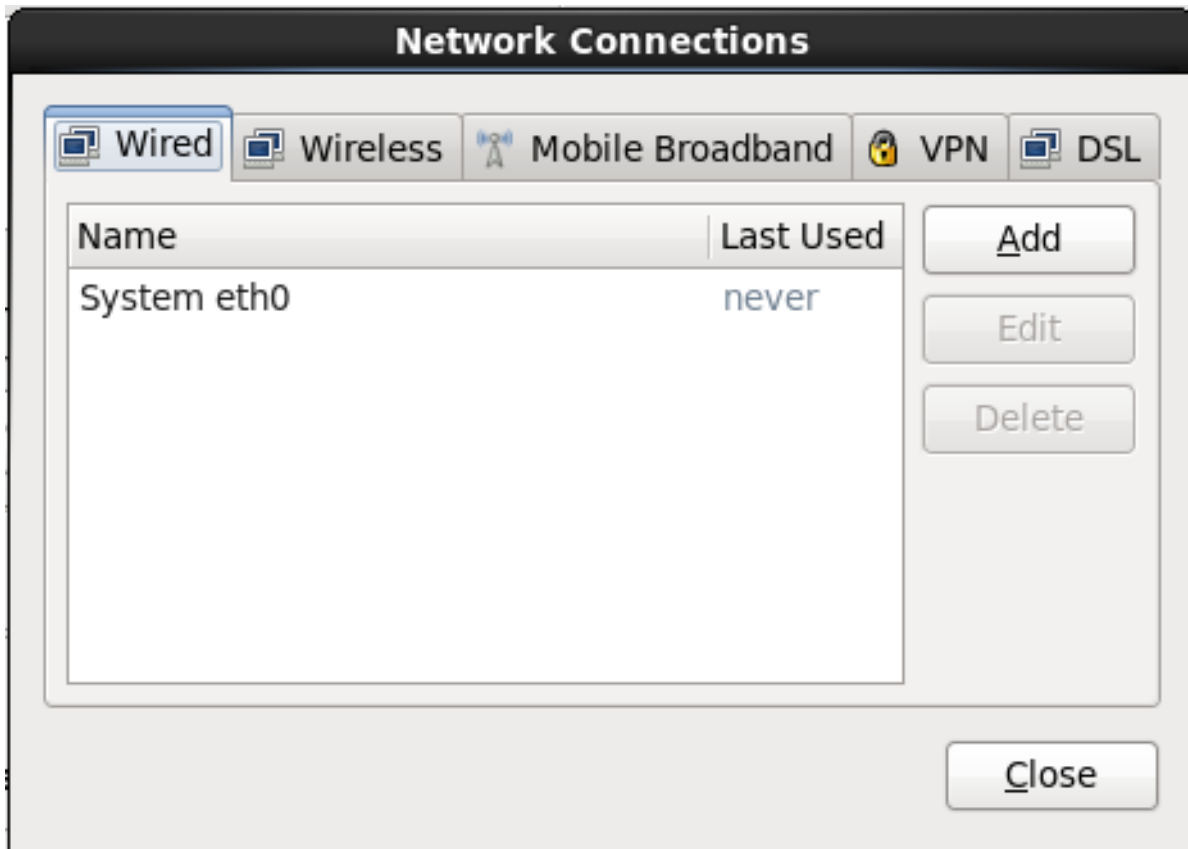 Network Connections
Wired Wireless Mobile Broadband VPN DSL
Name Last Used Add
System eth0 never
Edit
Delete
Close